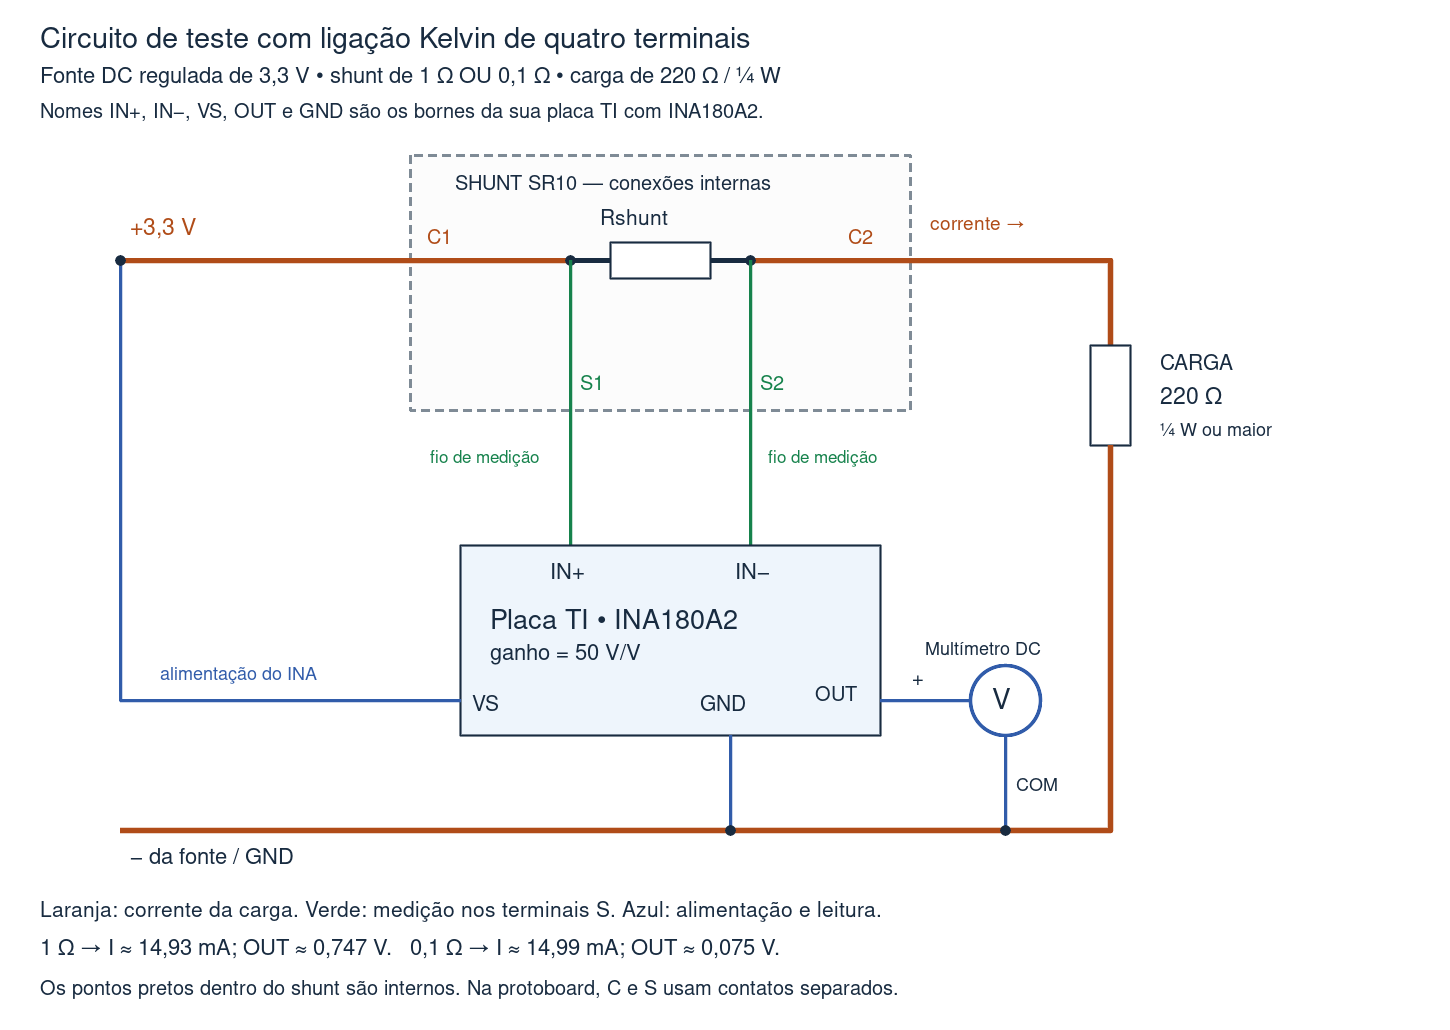 Circuito de teste com ligação Kelvin de quatro terminais
Fonte DC regulada de 3,3 V • shunt de 1 Ω OU 0,1 Ω • carga de 220 Ω / ¼ W
Nomes IN+, IN−, VS, OUT e GND são os bornes da sua placa TI com INA180A2.
SHUNT SR10 — conexões internas
Rshunt
+3,3 V
C1
C2
corrente →
S1
S2
CARGA
220 Ω
¼ W ou maior
fio de medição
fio de medição
IN+
IN−
Placa TI • INA180A2
ganho = 50 V/V
Multímetro DC
alimentação do INA
VS
GND
OUT
+
V
COM
− da fonte / GND
Laranja: corrente da carga. Verde: medição nos terminais S. Azul: alimentação e leitura.
1 Ω → I ≈ 14,93 mA; OUT ≈ 0,747 V.   0,1 Ω → I ≈ 14,99 mA; OUT ≈ 0,075 V.
Os pontos pretos dentro do shunt são internos. Na protoboard, C e S usam contatos separados.